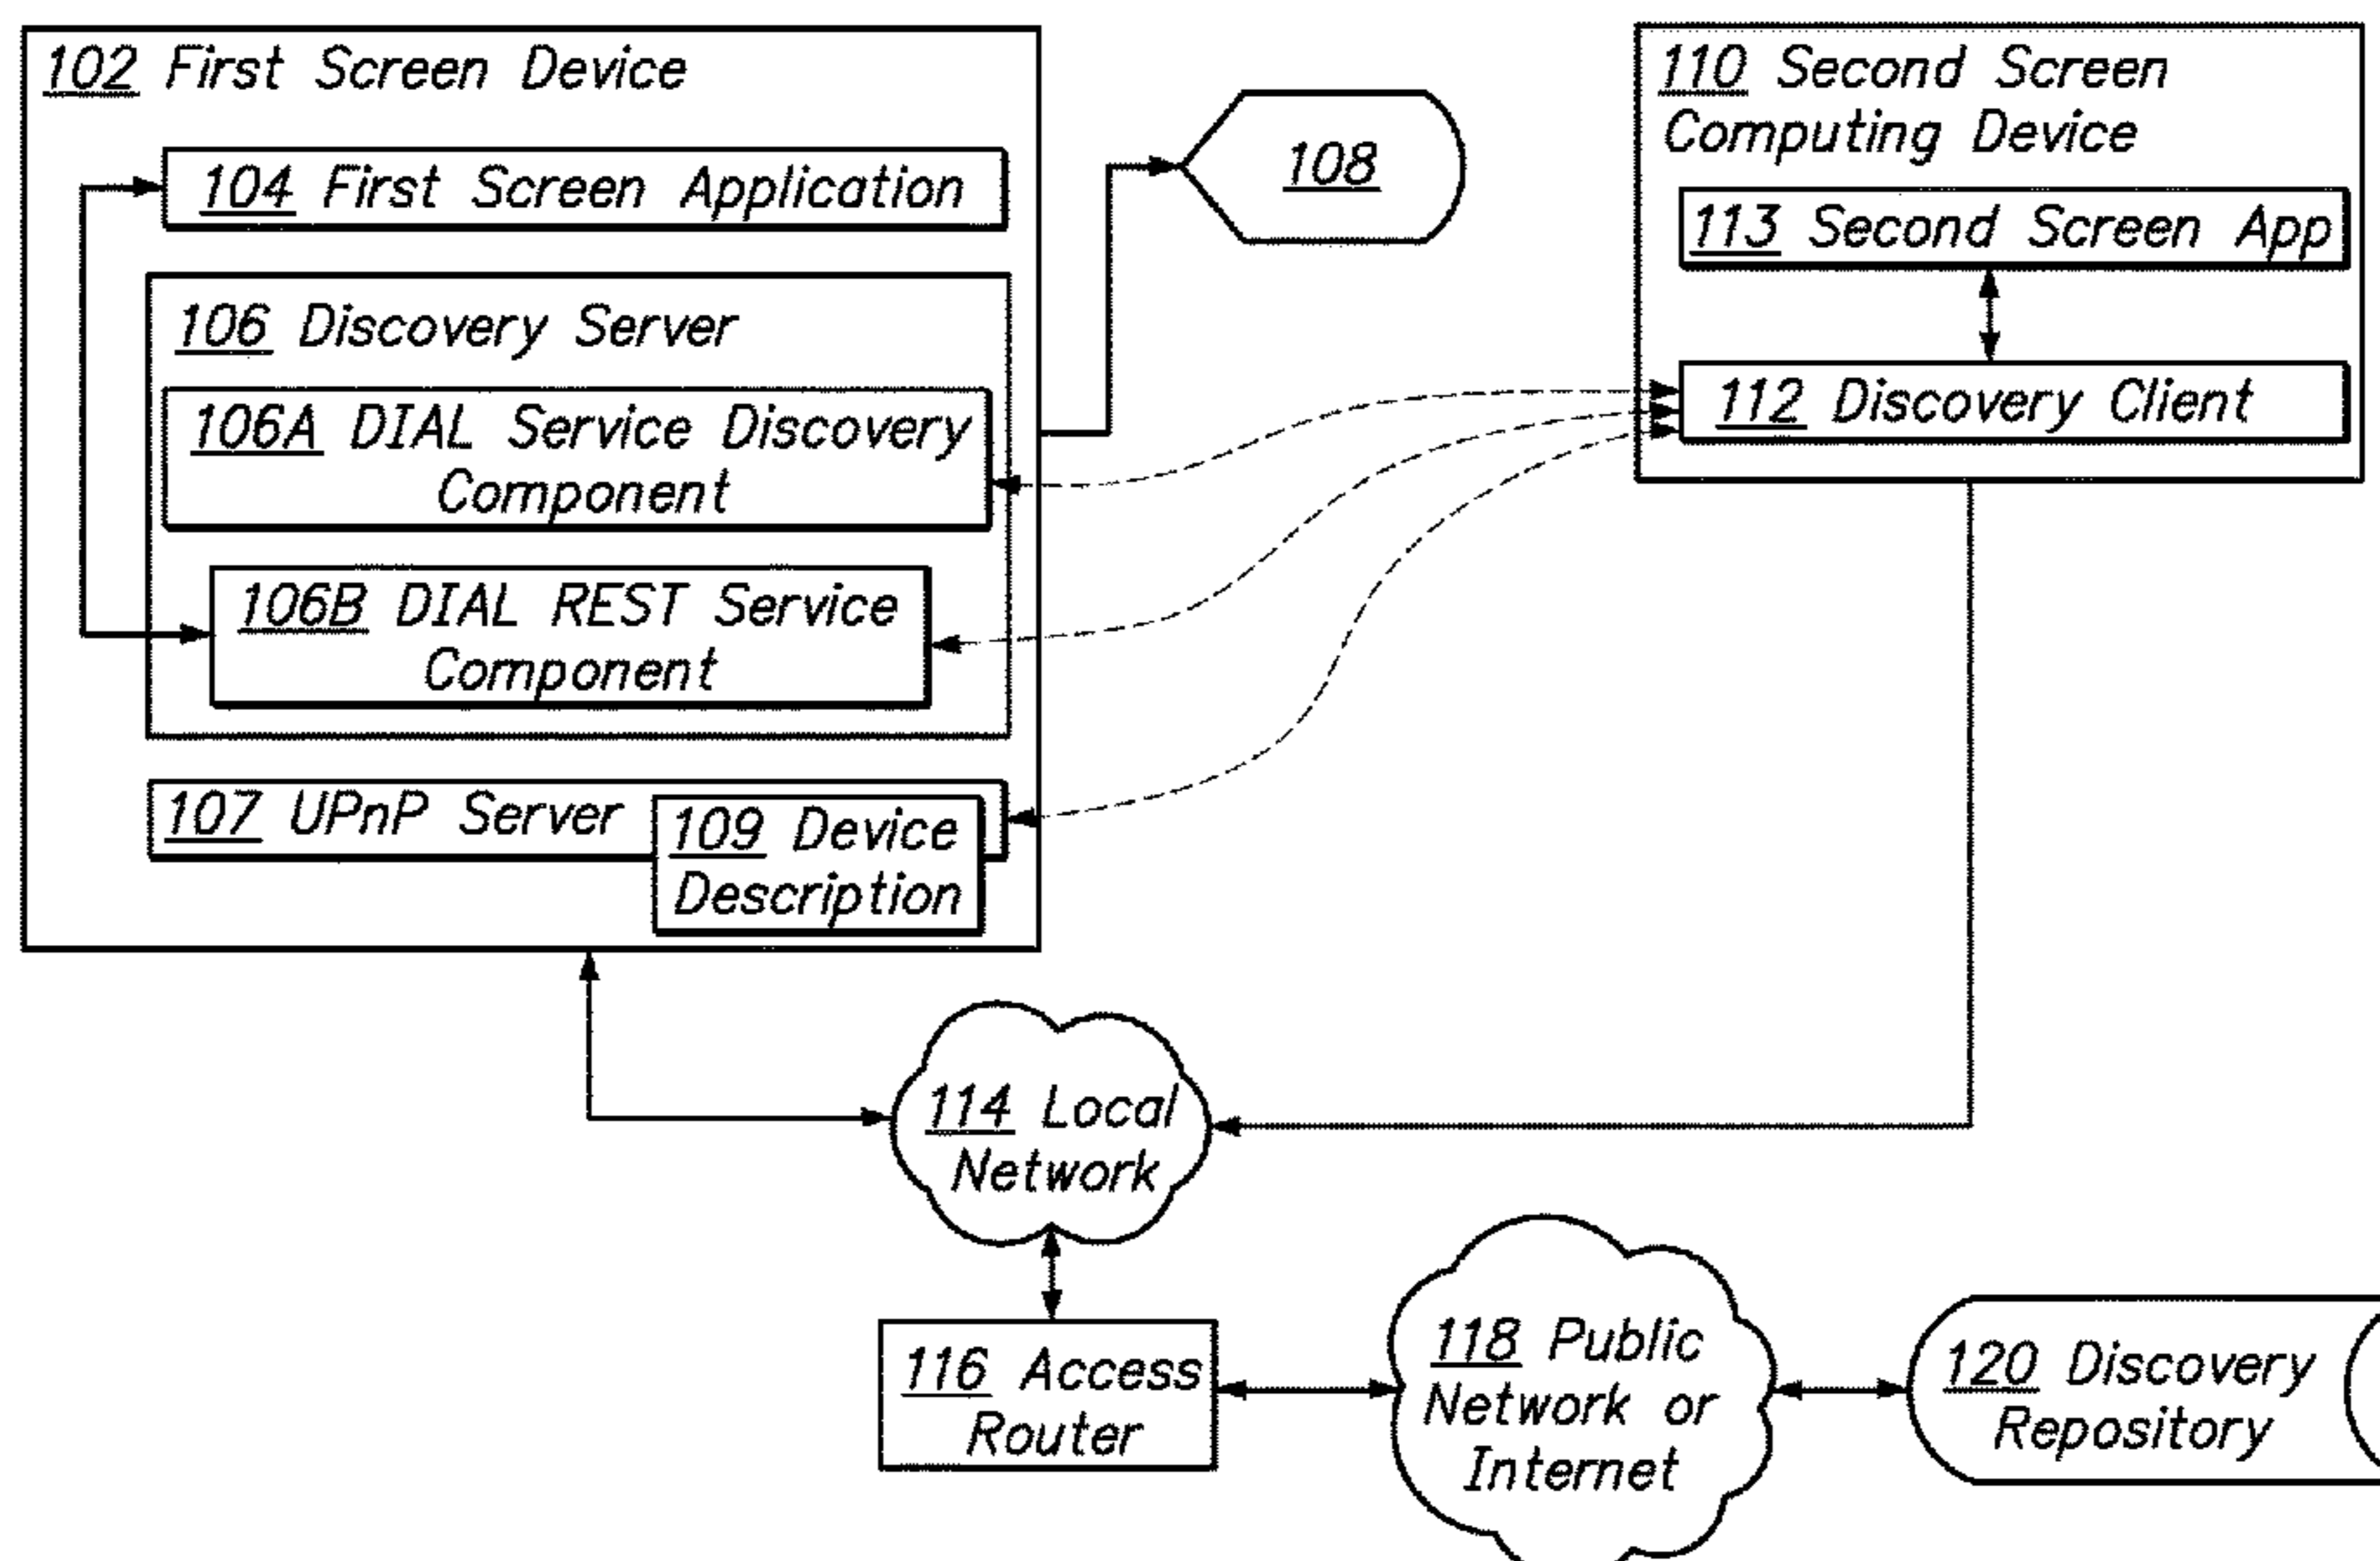 102 First Screen Device
104 First Screen Application
106 Discovery Server
106A DIAL Service Discovery
Component
106B DIAL REST Service
Component
107 UPnP Server
109 Device
Description
108
110 Second Screen
Computing Device
113 Second Screen App
112 Discovery Client
114 Local
Network
116 Access
Router
118 Public
Network or
Internet
120 Discovery
Repository